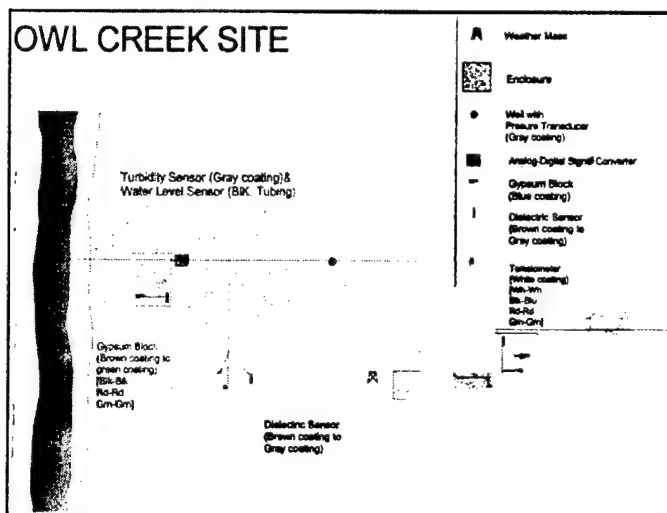 OWL CREEK SITE
Weather Mass
Enclosure
Well with
Pressure Transducer
(Gray coating)
Analog-Digital Signal Converter
Gypsum Block
(Blue coating)
Dielectric Sensor
(Brown coating to
Gray coating)
Tensiometer
(White coating)
[Wh-Wh
Blk-Blu
Rd-Rd
Grn-Grn]
Turbidity Sensor (Gray coating)&
Water Level Sensor (Blk. Tubing)
Gypsum Block
(Brown coating to
green coating)
[Blk-Blk
Rd-Rd
Grn-Grn]
Dielectric Sensor
(Brown coating to
Gray coating)